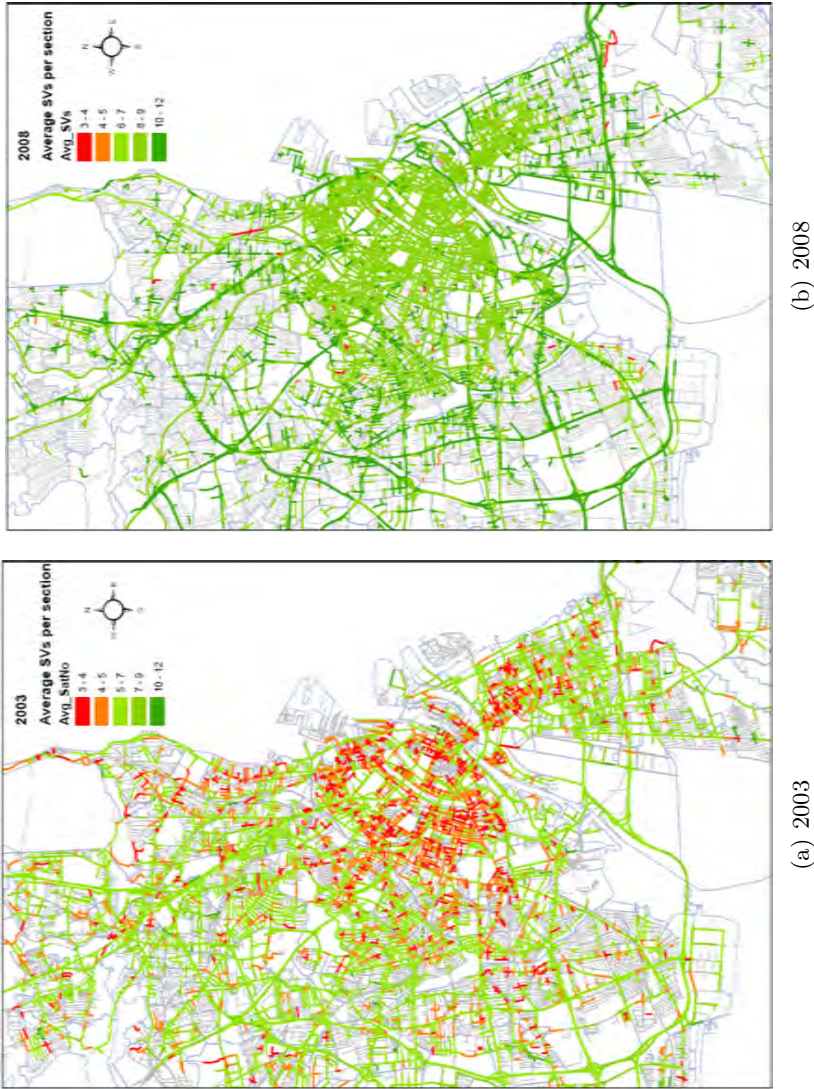 2003
Average SVs per section
Avg_SatNo
3 - 4
4 - 5
5 - 7
7 - 9
10 - 12
N
S
(a) 2003
2008
Average SVs per section
Avg_SVs
3 - 4
4 - 5
6 - 7
8 - 9
10 - 12
N
W
E
S
(b) 2008